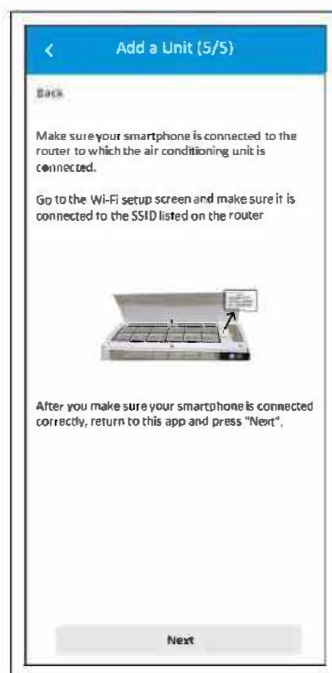 Add a Unit (5/5)
Back
Make sure your smartphone is connected to the
router to which the air conditioning unit is
connected.
Go to the Wi-Fi setup screen and make sure it is
connected to the SSID listed on the router
After you make sure your smartphone is connected
correctly, return to this app and press "Next".
Next